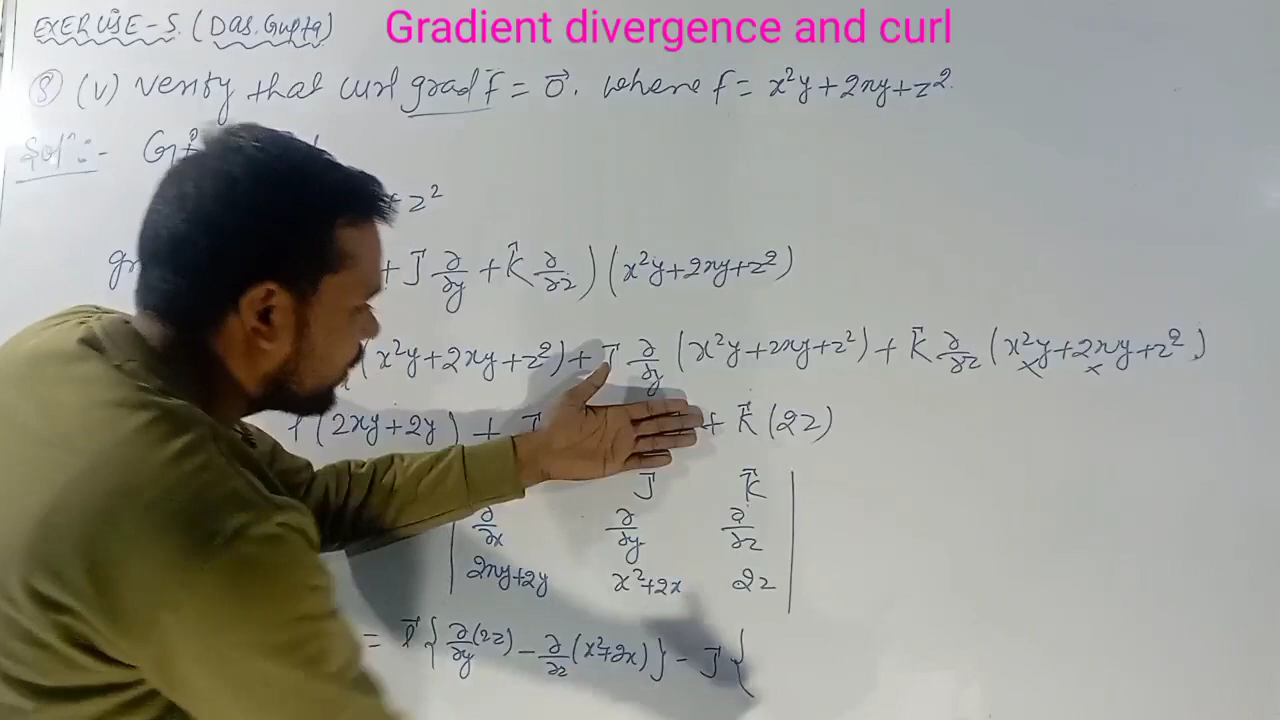 Gradient divergence and curl
EXERCISE-5. (Das Gupta)
⑧ (v) Verify that curl grad f = 0⃗. where f = x²y+2xy+z²
Solⁿ:-
+ z²
+ J⃗ ∂/∂y + K⃗ ∂/∂z) (x²y+2xy+z²)
(x²y+2xy+z²) + J⃗ ∂/∂y (x²y+2xy+z²) + K⃗ ∂/∂z (x²y+2xy+z²)
(2xy+2y) + J⃗ + K⃗ (2z)
J⃗ K⃗
∂/∂x ∂/∂y ∂/∂z
2xy+2y x²+2x 2z
= i⃗ { ∂/∂y (2z) - ∂/∂z (x²+2x) } - J⃗ {